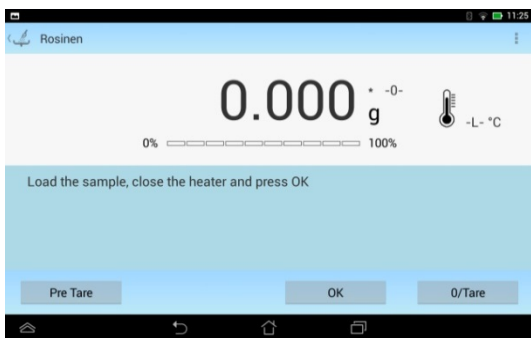 11:25
Rosinen
0.000 g * -0-
-L- °C
0% 100%
Load the sample, close the heater and press OK
Pre Tare OK 0/Tare